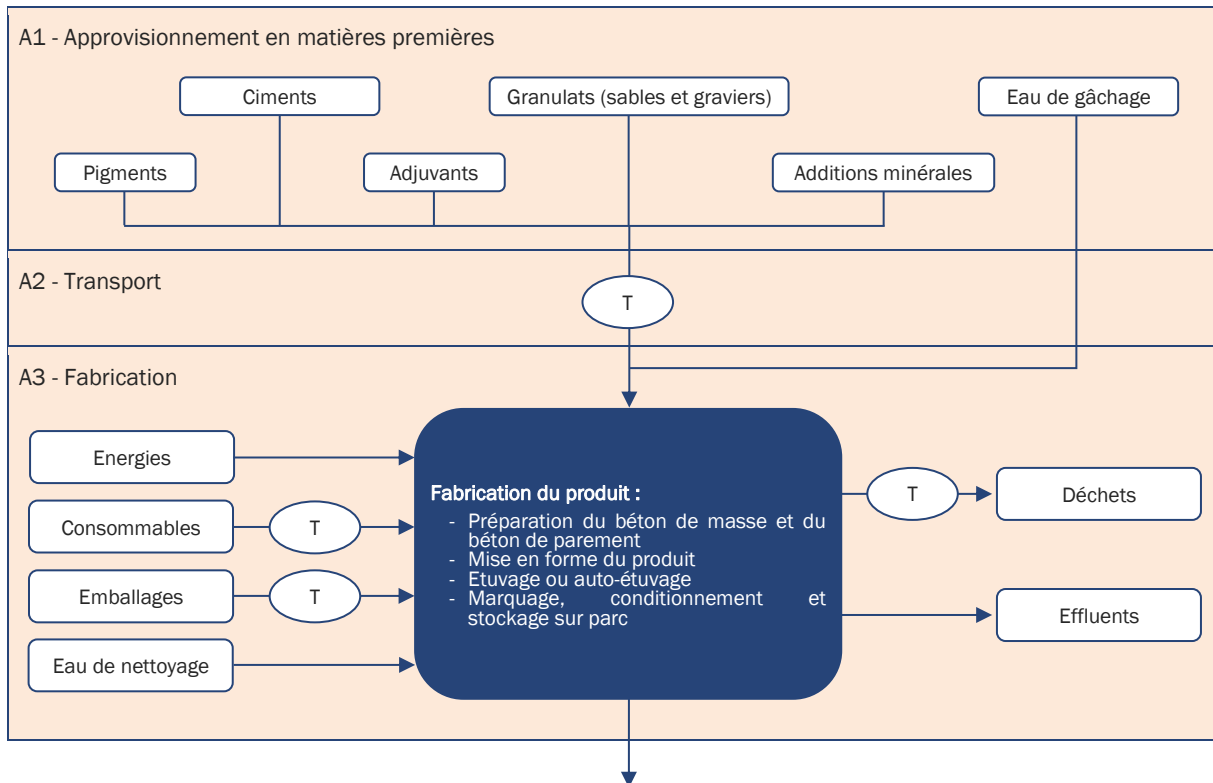 A1 - Approvisionnement en matières premières
Ciments
Granulats (sables et graviers)
Eau de gâchage
Pigments
Adjuvants
Additions minérales
A2 - Transport
T
A3 - Fabrication
Energies
Consommables
T
Emballages
T
Eau de nettoyage
Fabrication du produit :
- Préparation du béton de masse et du
béton de parement
- Mise en forme du produit
- Etuvage ou auto-étuvage
- Marquage, conditionnement et
stockage sur parc
T
Déchets
Effluents